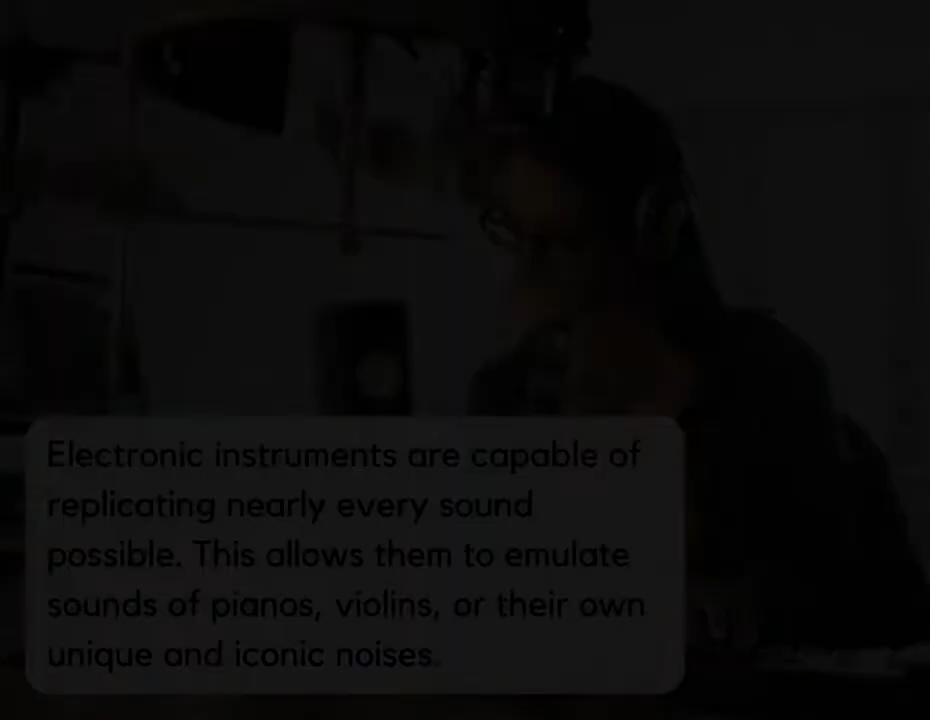 Electronic instruments are capable of
replicating nearly every sound
possible. This allows them to emulate
sounds of pianos, violins, or their own
unique and iconic noises.